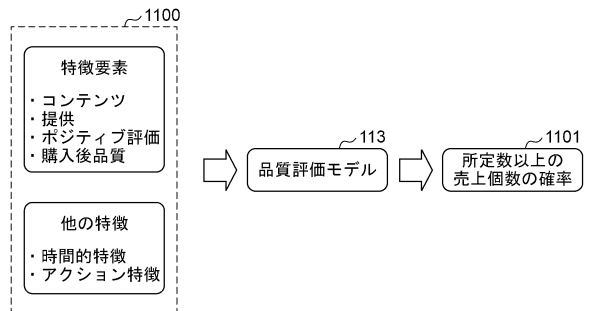 1100
特徴要素
・コンテンツ
・提供
・ポジティブ評価
・購入後品質
他の特徴
・時間的特徴
・アクション特徴
113
品質評価モデル
1101
所定数以上の
売上個数の確率